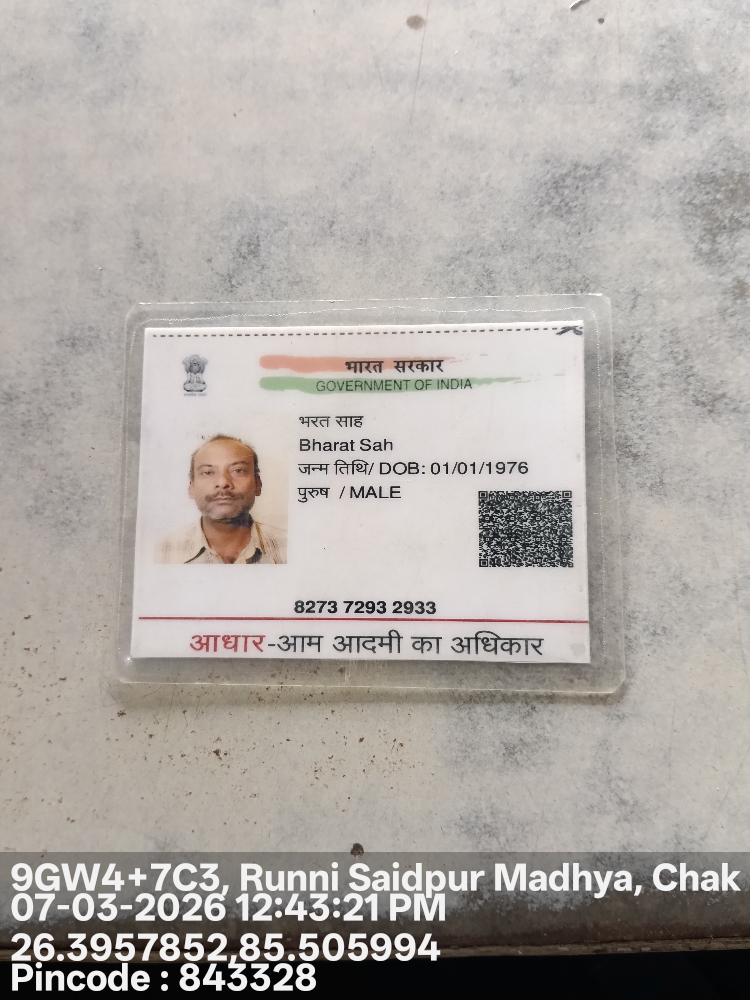 भारत सरकार
GOVERNMENT OF INDIA
भरत साह
Bharat Sah
जन्म तिथि/ DOB: 01/01/1976
पुरुष / MALE
8273 7293 2933
आधार-आम आदमी का अधिकार
9GW4+7C3, Runni Saidpur Madhya, Chak
07-03-2026 12:43:21 PM
26.3957852,85.505994
Pincode : 843328